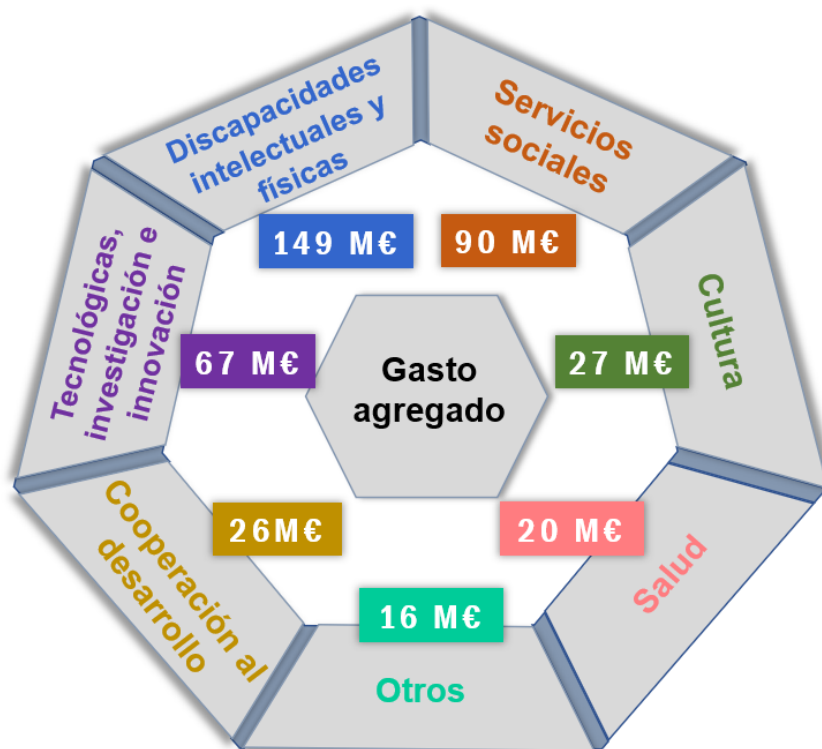 Discapacidades
intelectuales y
físicas
149 M€
Servicios
sociales
90 M€
Cultura
27 M€
Salud
20 M€
Otros
16 M€
Cooperación al
desarrollo
26M€
Tecnológicas,
investigación e
innovación
67 M€
Gasto
agregado